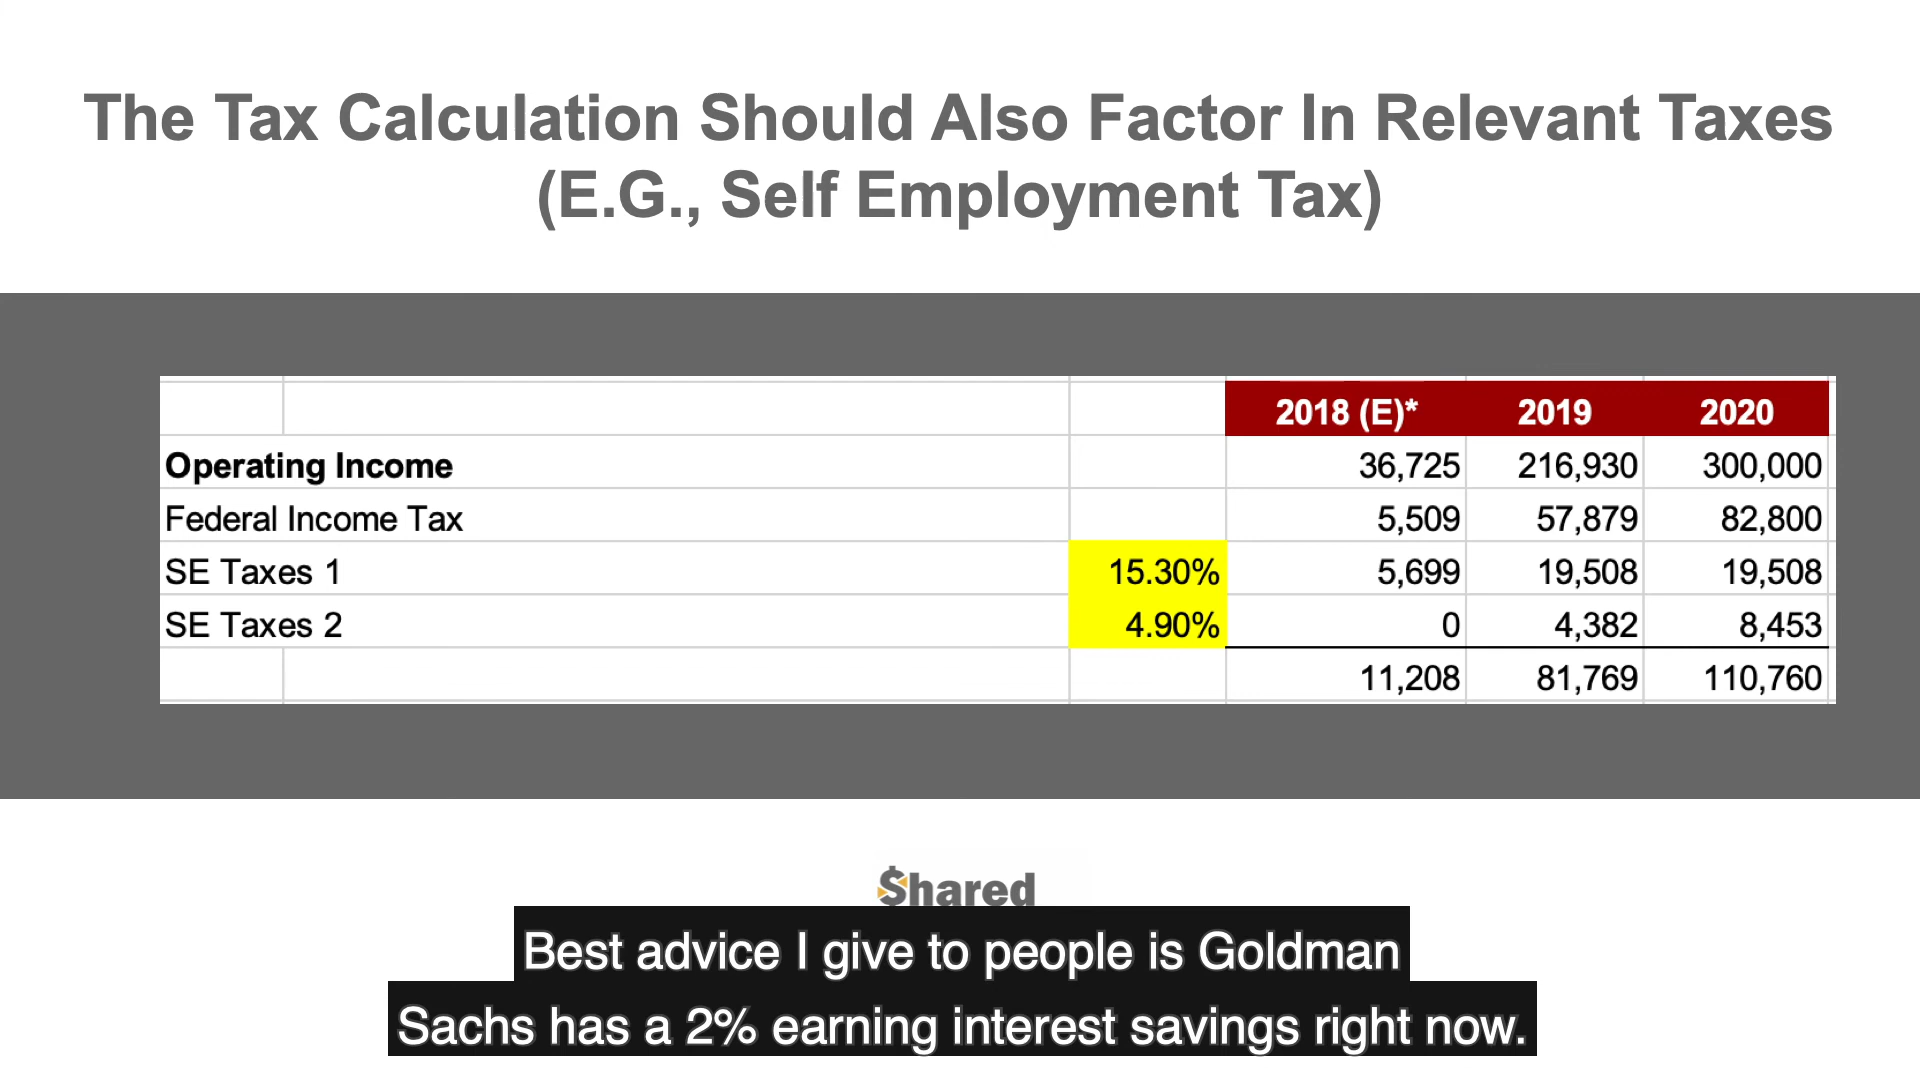 The Tax Calculation Should Also Factor In Relevant Taxes
(E.G., Self Employment Tax)
2018 (E)* 2019 2020
Operating Income 36,725 216,930 300,000
Federal Income Tax 5,509 57,879 82,800
SE Taxes 1 15.30% 5,699 19,508 19,508
SE Taxes 2 4.90% 0 4,382 8,453
11,208 81,769 110,760
$hared
Best advice I give to people is Goldman
Sachs has a 2% earning interest savings right now.